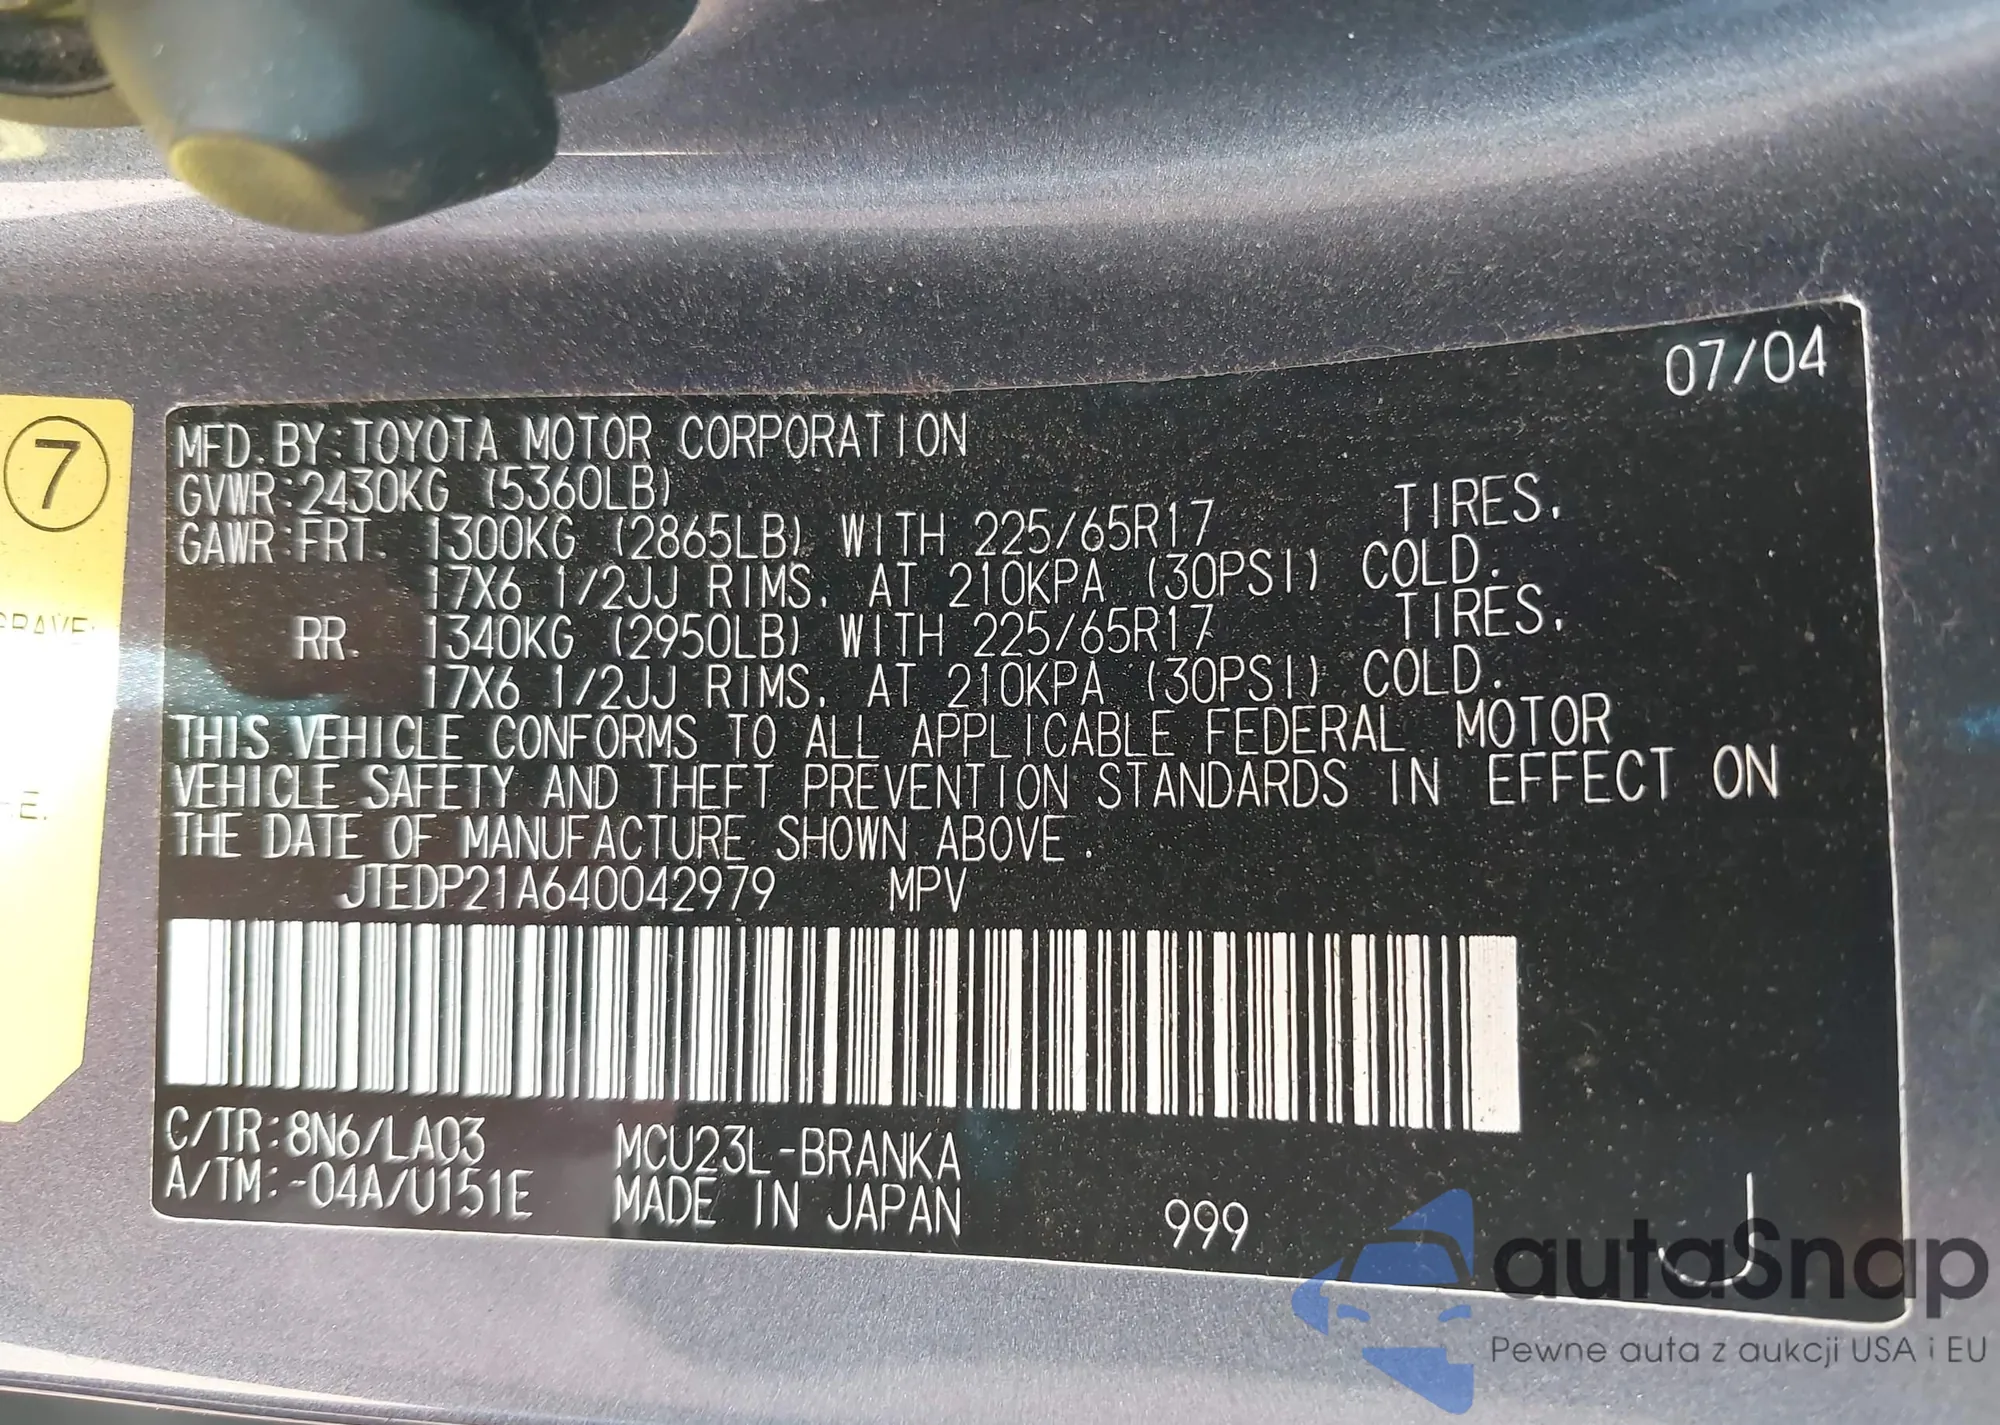 07/04
MFD. BY: TOYOTA MOTOR CORPORATION
GVWR: 2430KG (5360LB)
GAWR: FRT. 1300KG (2865LB) WITH 225/65R17 TIRES.
17X6 1/2JJ RIMS. AT 210KPA (30PSI) COLD.
RR. 1340KG (2950LB) WITH 225/65R17 TIRES.
17X6 1/2JJ RIMS. AT 210KPA (30PSI) COLD.
THIS VEHICLE CONFORMS TO ALL APPLICABLE FEDERAL MOTOR
VEHICLE SAFETY AND THEFT PREVENTION STANDARDS IN EFFECT ON
THE DATE OF MANUFACTURE SHOWN ABOVE.
JTEDP21A640042979 MPV
C/TR: 8N6/LA03 MCU23L-BRANKA
A/TM: -04A/U151E MADE IN JAPAN 999
J
7
autaSnap
Pewne auta z aukcji USA i EU